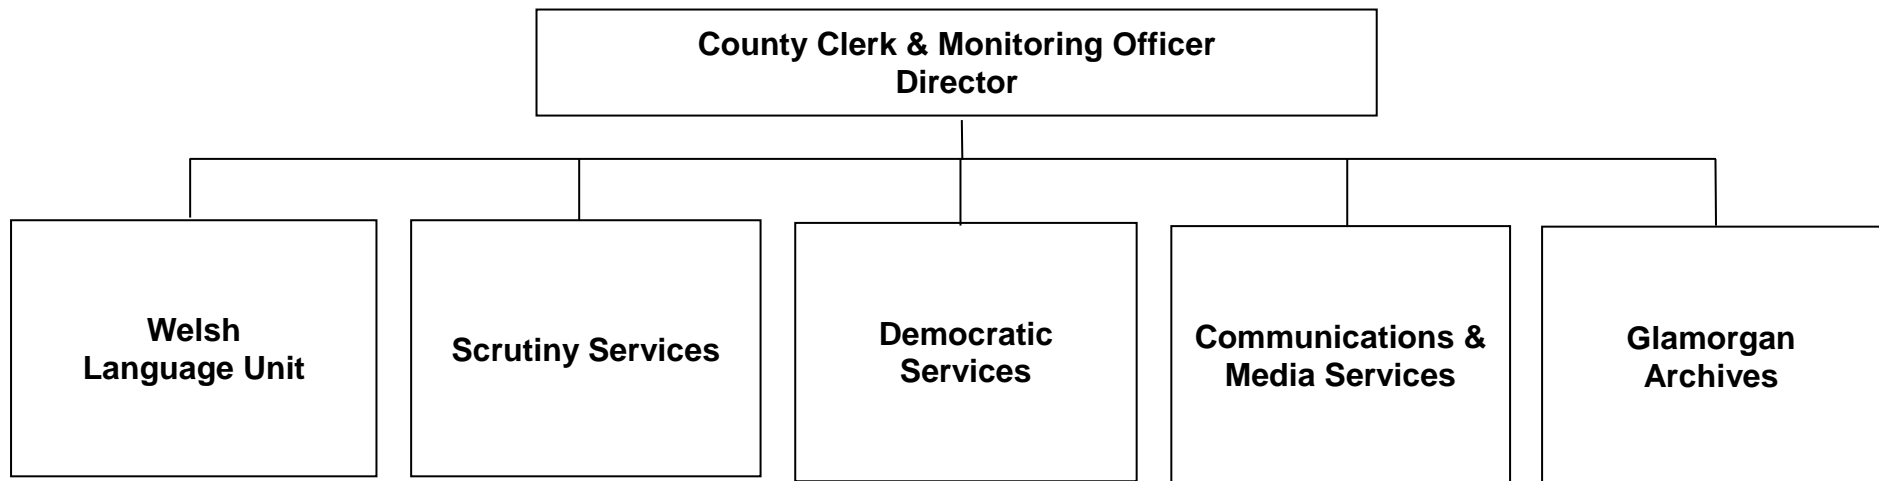 County Clerk & Monitoring Officer
Director
Welsh
Language Unit
Scrutiny Services
Democratic
Services
Communications &
Media Services
Glamorgan
Archives